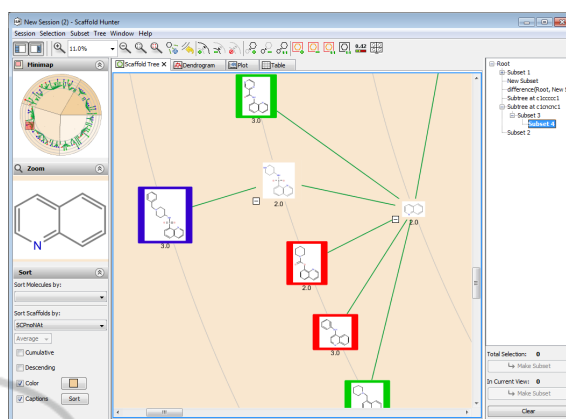 New Session (2) - Scaffold Hunter
Session Selection Subset Tree Window Help
11.0%
0.42
Minimap
Scaffold Tree X Dendrogram Plot Table
Zoom
N
Sort
Sort Molecules by:
Sort Scaffolds by:
SCPmoNAt
Average
Cumulative
Descending
Color
Captions Sort
3.0
2.0
2.0
3.0
2.0
3.0
Root
Subset 1
New Subset
difference(Root, New S
Subtree at c1ccccc1
Subtree at c1cncnc1
Subset 3
Subset 4
Subset 2
Total Selection: 0
Make Subset
In Current View: 0
Make Subset
Clear